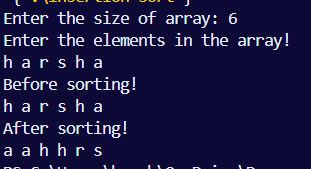 Enter the size of array: 6
Enter the elements in the array!
h a r s h a
Before sorting!
h a r s h a
After sorting!
a a h h r s